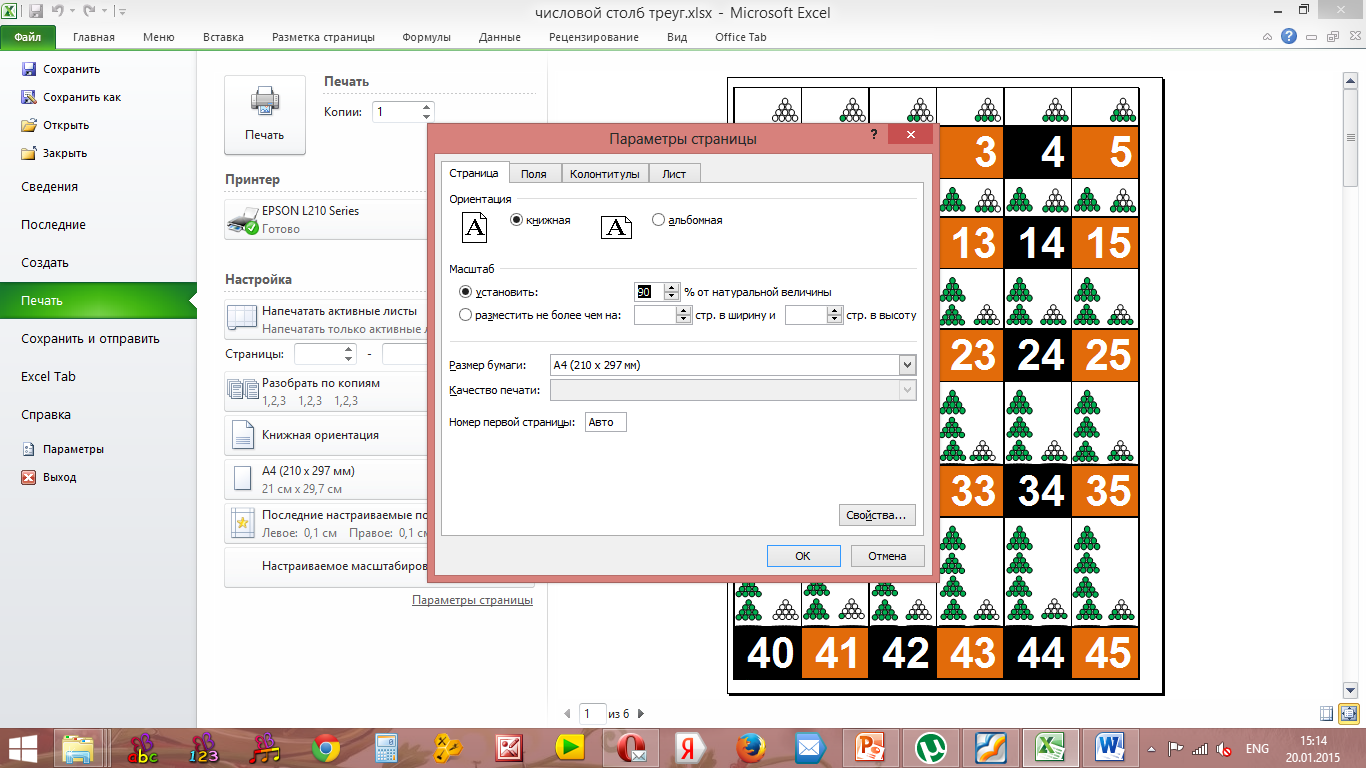 числовой столб треуг.xlsx - Microsoft Excel
Файл Главная Меню Вставка Разметка страницы Формулы Данные Рецензирование Вид Office Tab
Сохранить
Сохранить как
Открыть
Закрыть
Сведения
Последние
Создать
Печать
Сохранить и отправить
Excel Tab
Справка
Параметры
Выход
Печать
Печать
Копии: 1
Принтер
EPSON L210 Series
Готово
Настройка
Напечатать активные листы
Напечатать только активные
Страницы: -
Разобрать по копиям
1,2,3 1,2,3 1,2,3
Книжная ориентация
A4 (210 x 297 мм)
21 см x 29,7 см
Последние настраиваемые
Левое: 0,1 см Правое: 0,1 см
Настраиваемое
Параметры страницы
Параметры страницы
?
Страница Поля Колонтитулы Лист
Ориентация
A книжная A альбомная
Масштаб
установить: 90 % от натуральной величины
разместить не более чем на: стр. в ширину и стр. в высоту
Размер бумаги: A4 (210 x 297 мм)
Качество печати:
Номер первой страницы: Авто
Свойства...
ОК Отмена
3 4 5
13 14 15
23 24 25
33 34 35
40 41 42 43 44 45
1 из 6
abc 123
ENG
15:14
20.01.2015